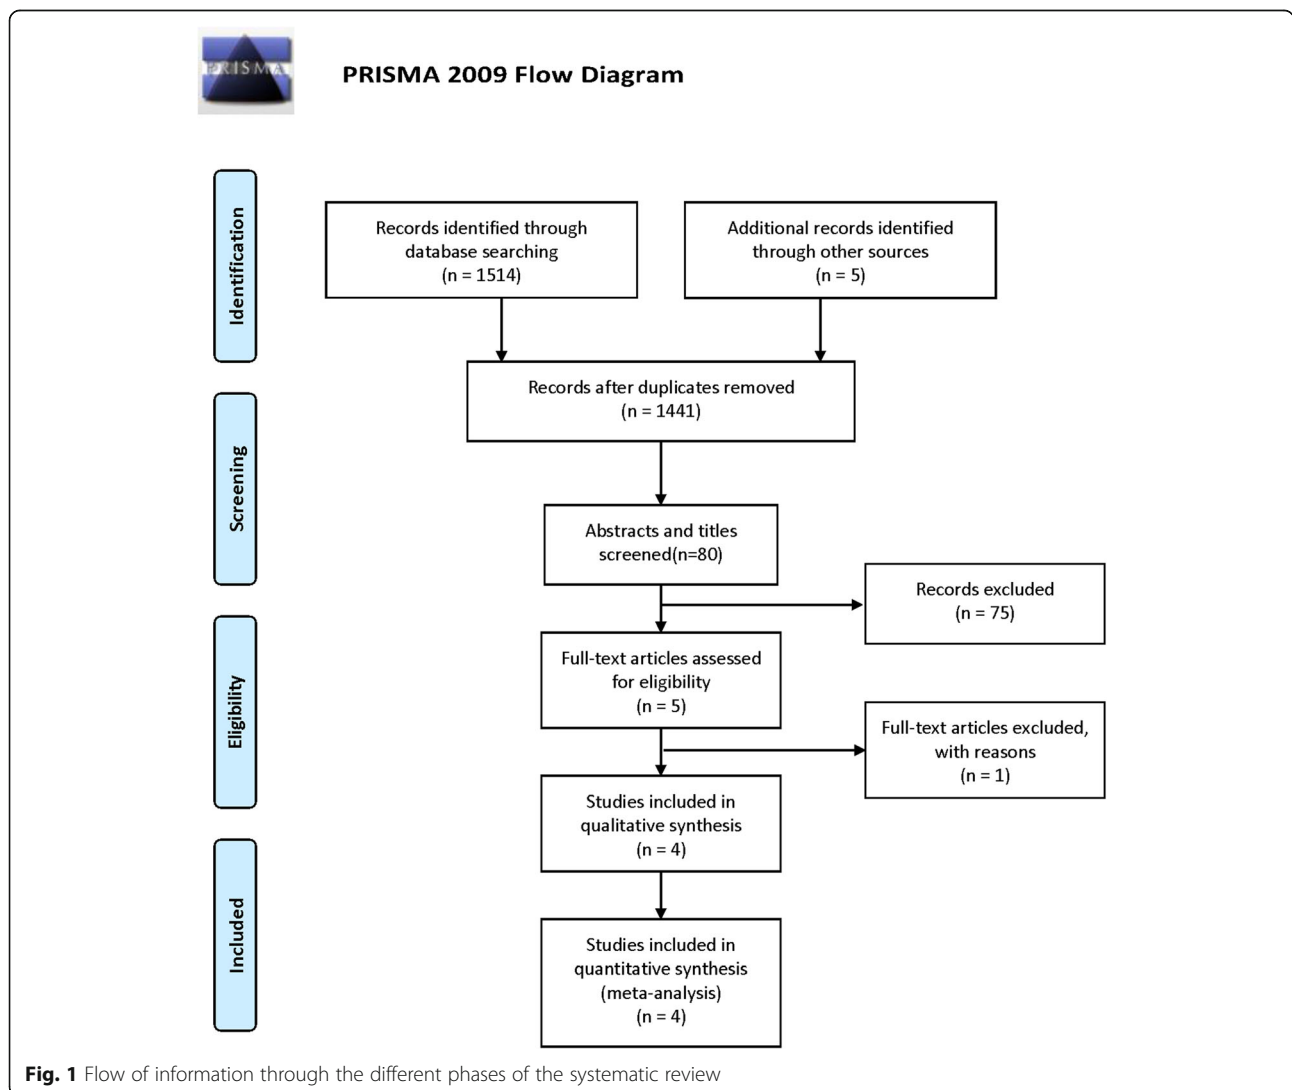 PRISMA
PRISMA 2009 Flow Diagram
Identification
Records identified through
database searching
(n = 1514)
Additional records identified
through other sources
(n = 5)
Records after duplicates removed
(n = 1441)
Screening
Abstracts and titles
screened(n=80)
Records excluded
(n = 75)
Eligibility
Full-text articles assessed
for eligibility
(n = 5)
Full-text articles excluded,
with reasons
(n = 1)
Studies included in
qualitative synthesis
(n = 4)
Included
Studies included in
quantitative synthesis
(meta-analysis)
(n = 4)
Fig. 1 Flow of information through the different phases of the systematic review